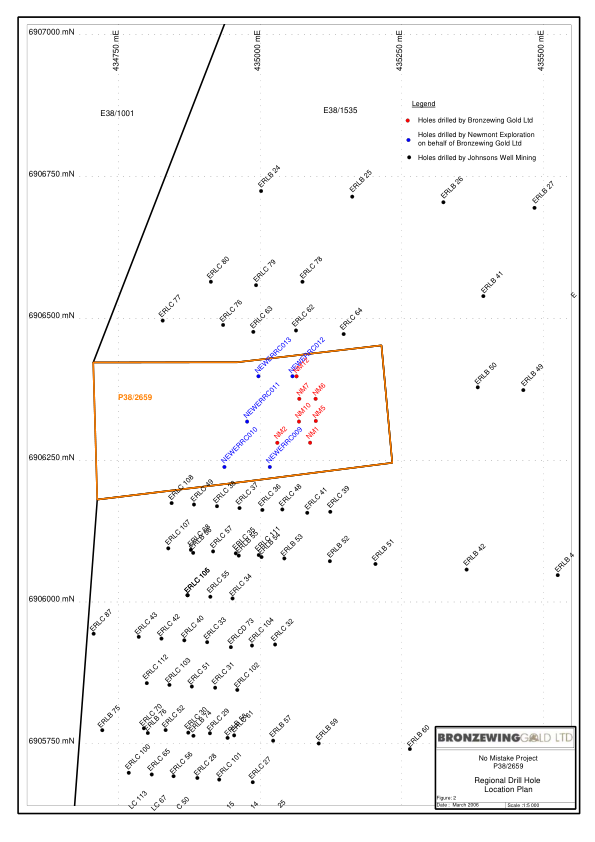 6907000 mN
434750 mE
435000 mE
435250 mE
435500 mE
E38/1001
E38/1535
Legend
Holes drilled by Bronzewing Gold Ltd
Holes drilled by Newmont Exploration
on behalf of Bronzewing Gold Ltd
Holes drilled by Johnsons Well Mining
6906750 mN
ERLB 24
ERLB 25
ERLB 26
ERLB 27
ERLC 80
ERLC 79
ERLC 78
ERLB 41
E
ERLC 77
ERLC 76
ERLC 63
ERLC 62
ERLC 64
6906500 mN
NEWERRC013
NEWERRC012
NM12
P38/2659
NM7
NM6
ERLB 50
ERLB 49
NEWERRC011
NM10
NM5
NM2
NM1
NEWERRC010
NEWERRC009
6906250 mN
ERLC 108
ERLC 49
ERLC 38
ERLC 37
ERLC 36
ERLC 48
ERLC 41
ERLC 39
ERLC 107
ERLC 57
ERLC 35
ERLC 111
ERLB 54
ERLB 53
ERLB 52
ERLB 51
ERLB 42
ERLB 4
ERLC 55
ERLC 34
6906000 mN
ERLC 87
ERLC 43
ERLC 42
ERLC 40
ERLC 33
ERLCD 73
ERLC 104
ERLC 32
ERLC 112
ERLC 103
ERLC 51
ERLC 31
ERLC 102
ERLB 75
ERLC 70
ERLB 76
ERLC 52
ERLC 30
ERLB 74
ERLC 29
ERLB 57
ERLB 59
ERLB 60
6905750 mN
ERLC 100
ERLC 65
ERLC 56
ERLC 28
ERLC 101
ERLC 27
LC 113
LC 67
C 50
15
14
25
BRONZEWING GOLD LTD
No Mistake Project
P38/2659
Regional Drill Hole
Location Plan
Figure: 2
Date : March 2006
Scale :1:5 000